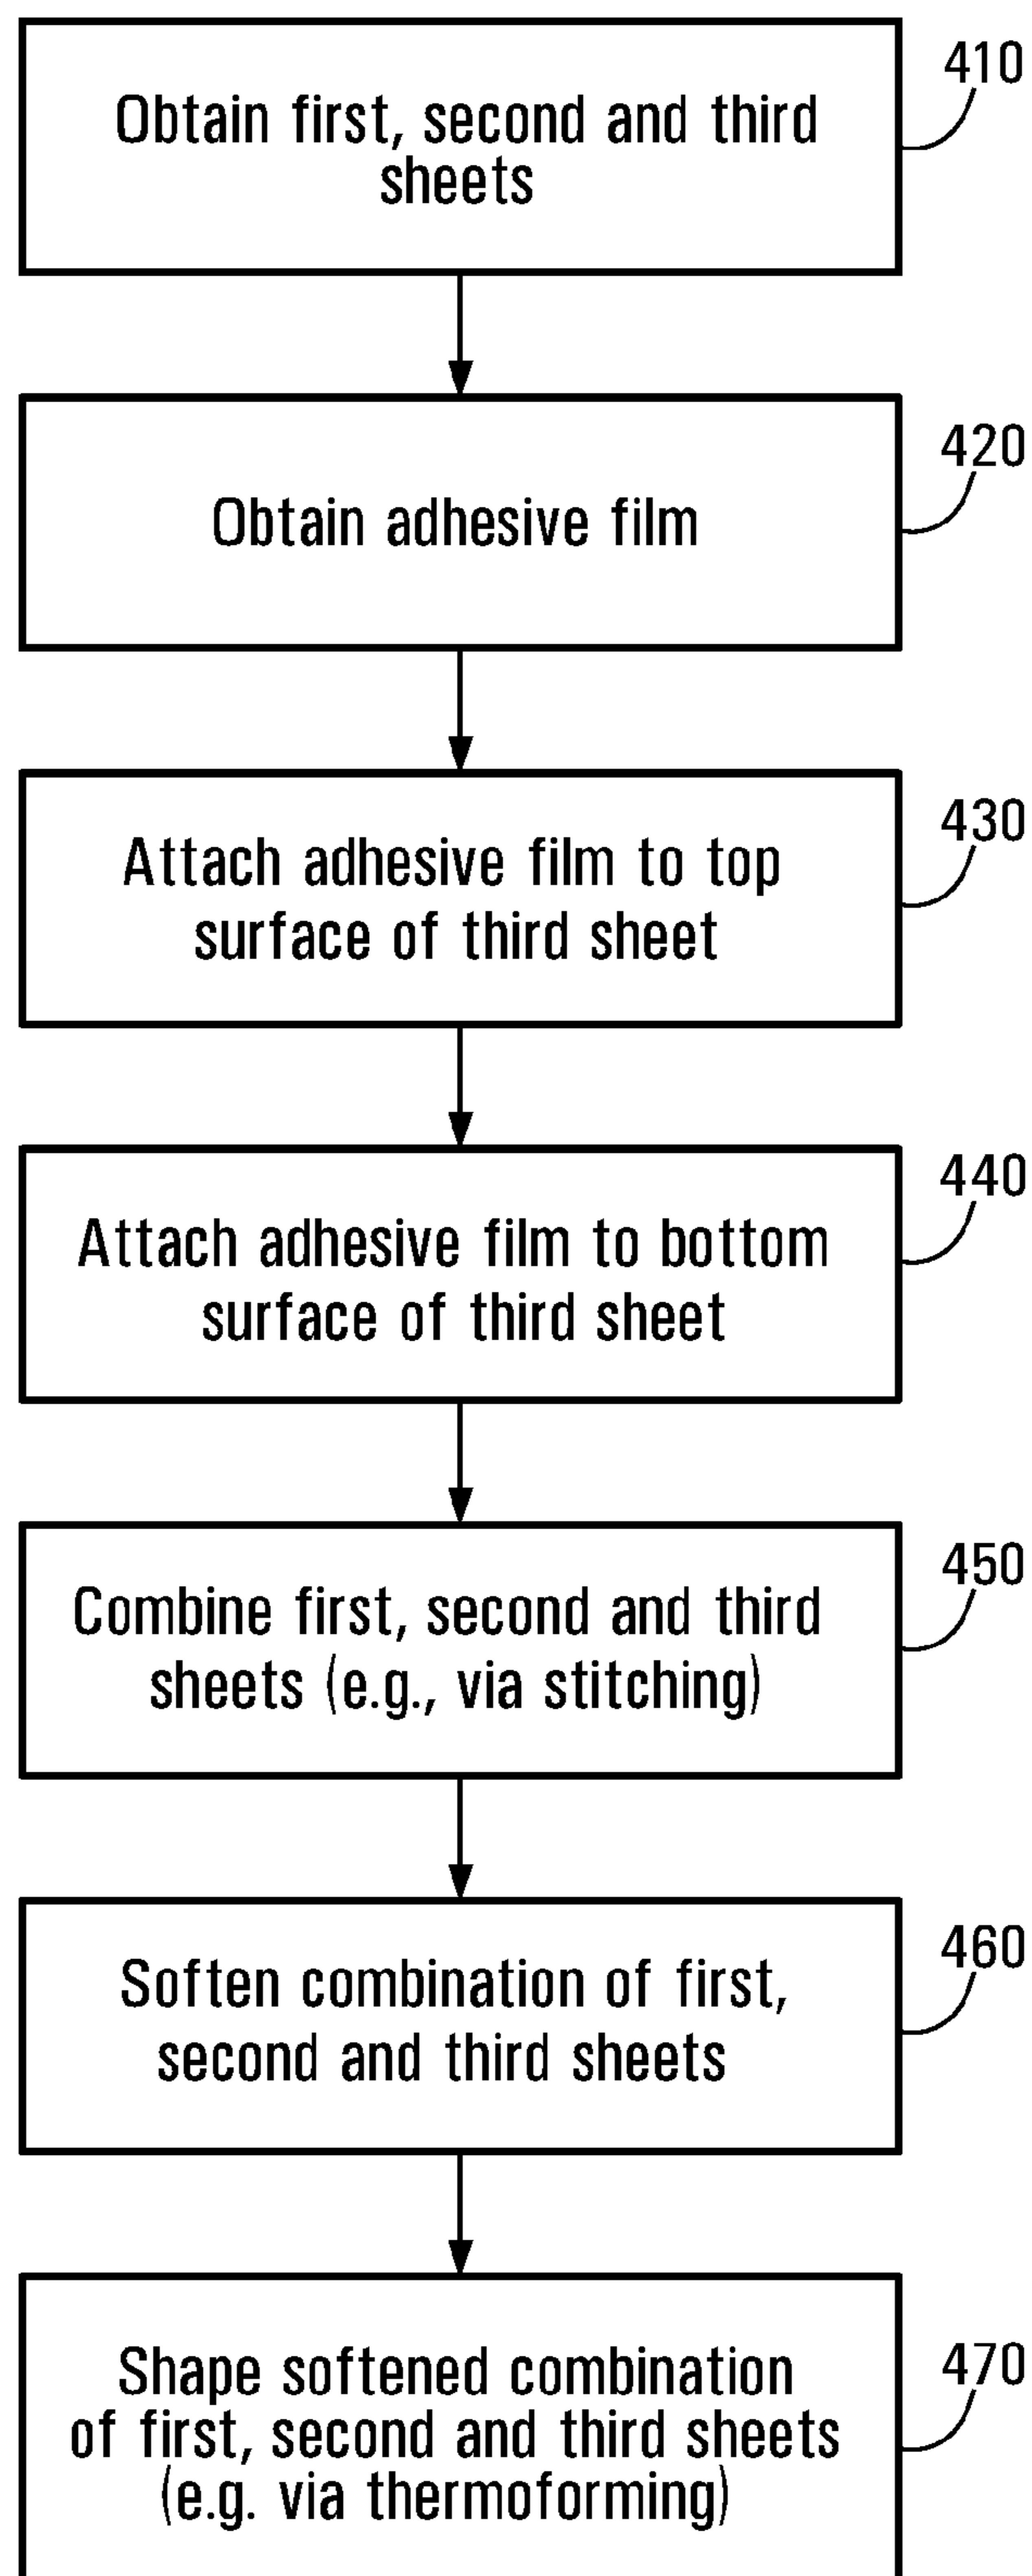 410
Obtain first, second and third
sheets
420
Obtain adhesive film
430
Attach adhesive film to top
surface of third sheet
440
Attach adhesive film to bottom
surface of third sheet
450
Combine first, second and third
sheets (e.g., via stitching)
460
Soften combination of first,
second and third sheets
470
Shape softened combination
of first, second and third sheets
(e.g. via thermoforming)